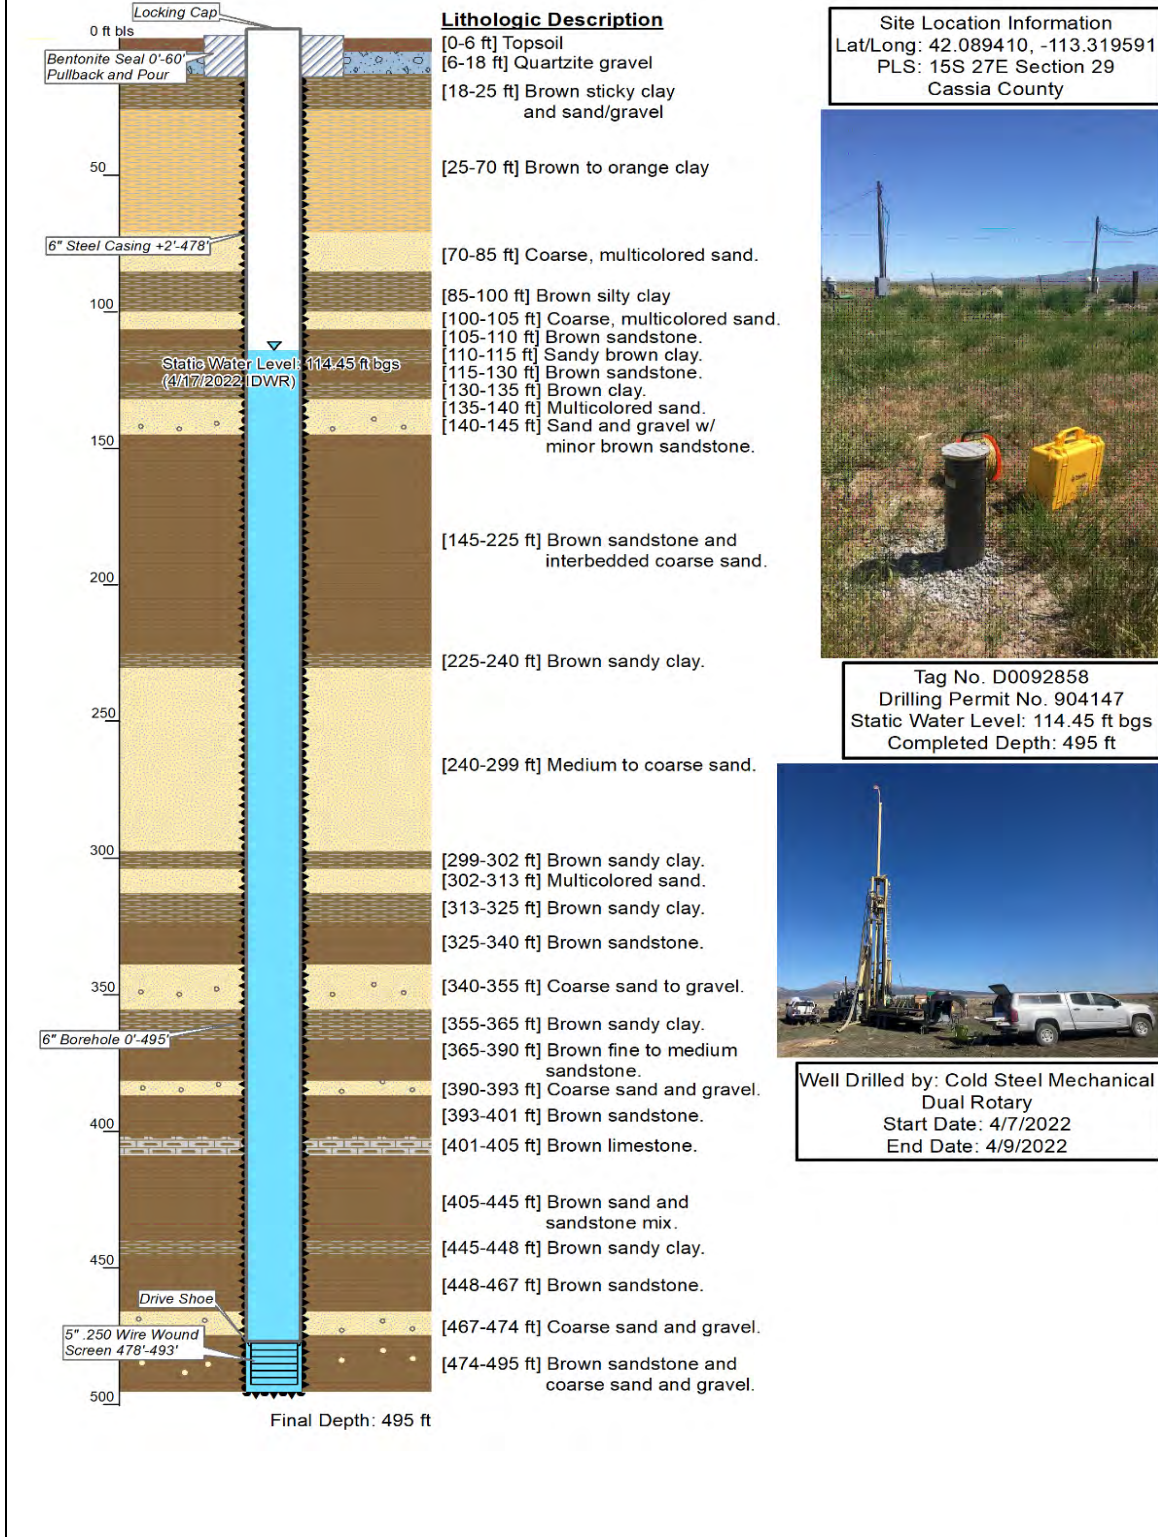 Locking Cap
0 ft bls
Bentonite Seal 0'-60'
Pullback and Pour
50
6" Steel Casing +2'-478'
100
Static Water Level: 114.45 ft bgs
(4/17/2022 IDWR)
150
200
250
300
350
6" Borehole 0'-495'
400
450
Drive Shoe
5" .250 Wire Wound
Screen 478'-493'
500
Final Depth: 495 ft
Lithologic Description
[0-6 ft] Topsoil
[6-18 ft] Quartzite gravel
[18-25 ft] Brown sticky clay
and sand/gravel
[25-70 ft] Brown to orange clay
[70-85 ft] Coarse, multicolored sand.
[85-100 ft] Brown silty clay
[100-105 ft] Coarse, multicolored sand.
[105-110 ft] Brown sandstone.
[110-115 ft] Sandy brown clay.
[115-130 ft] Brown sandstone.
[130-135 ft] Brown clay.
[135-140 ft] Multicolored sand.
[140-145 ft] Sand and gravel w/
minor brown sandstone.
[145-225 ft] Brown sandstone and
interbedded coarse sand.
[225-240 ft] Brown sandy clay.
[240-299 ft] Medium to coarse sand.
[299-302 ft] Brown sandy clay.
[302-313 ft] Multicolored sand.
[313-325 ft] Brown sandy clay.
[325-340 ft] Brown sandstone.
[340-355 ft] Coarse sand to gravel.
[355-365 ft] Brown sandy clay.
[365-390 ft] Brown fine to medium
sandstone.
[390-393 ft] Coarse sand and gravel.
[393-401 ft] Brown sandstone.
[401-405 ft] Brown limestone.
[405-445 ft] Brown sand and
sandstone mix.
[445-448 ft] Brown sandy clay.
[448-467 ft] Brown sandstone.
[467-474 ft] Coarse sand and gravel.
[474-495 ft] Brown sandstone and
coarse sand and gravel.
Site Location Information
Lat/Long: 42.089410, -113.319591
PLS: 15S 27E Section 29
Cassia County
Tag No. D0092858
Drilling Permit No. 904147
Static Water Level: 114.45 ft bgs
Completed Depth: 495 ft
Well Drilled by: Cold Steel Mechanical
Dual Rotary
Start Date: 4/7/2022
End Date: 4/9/2022